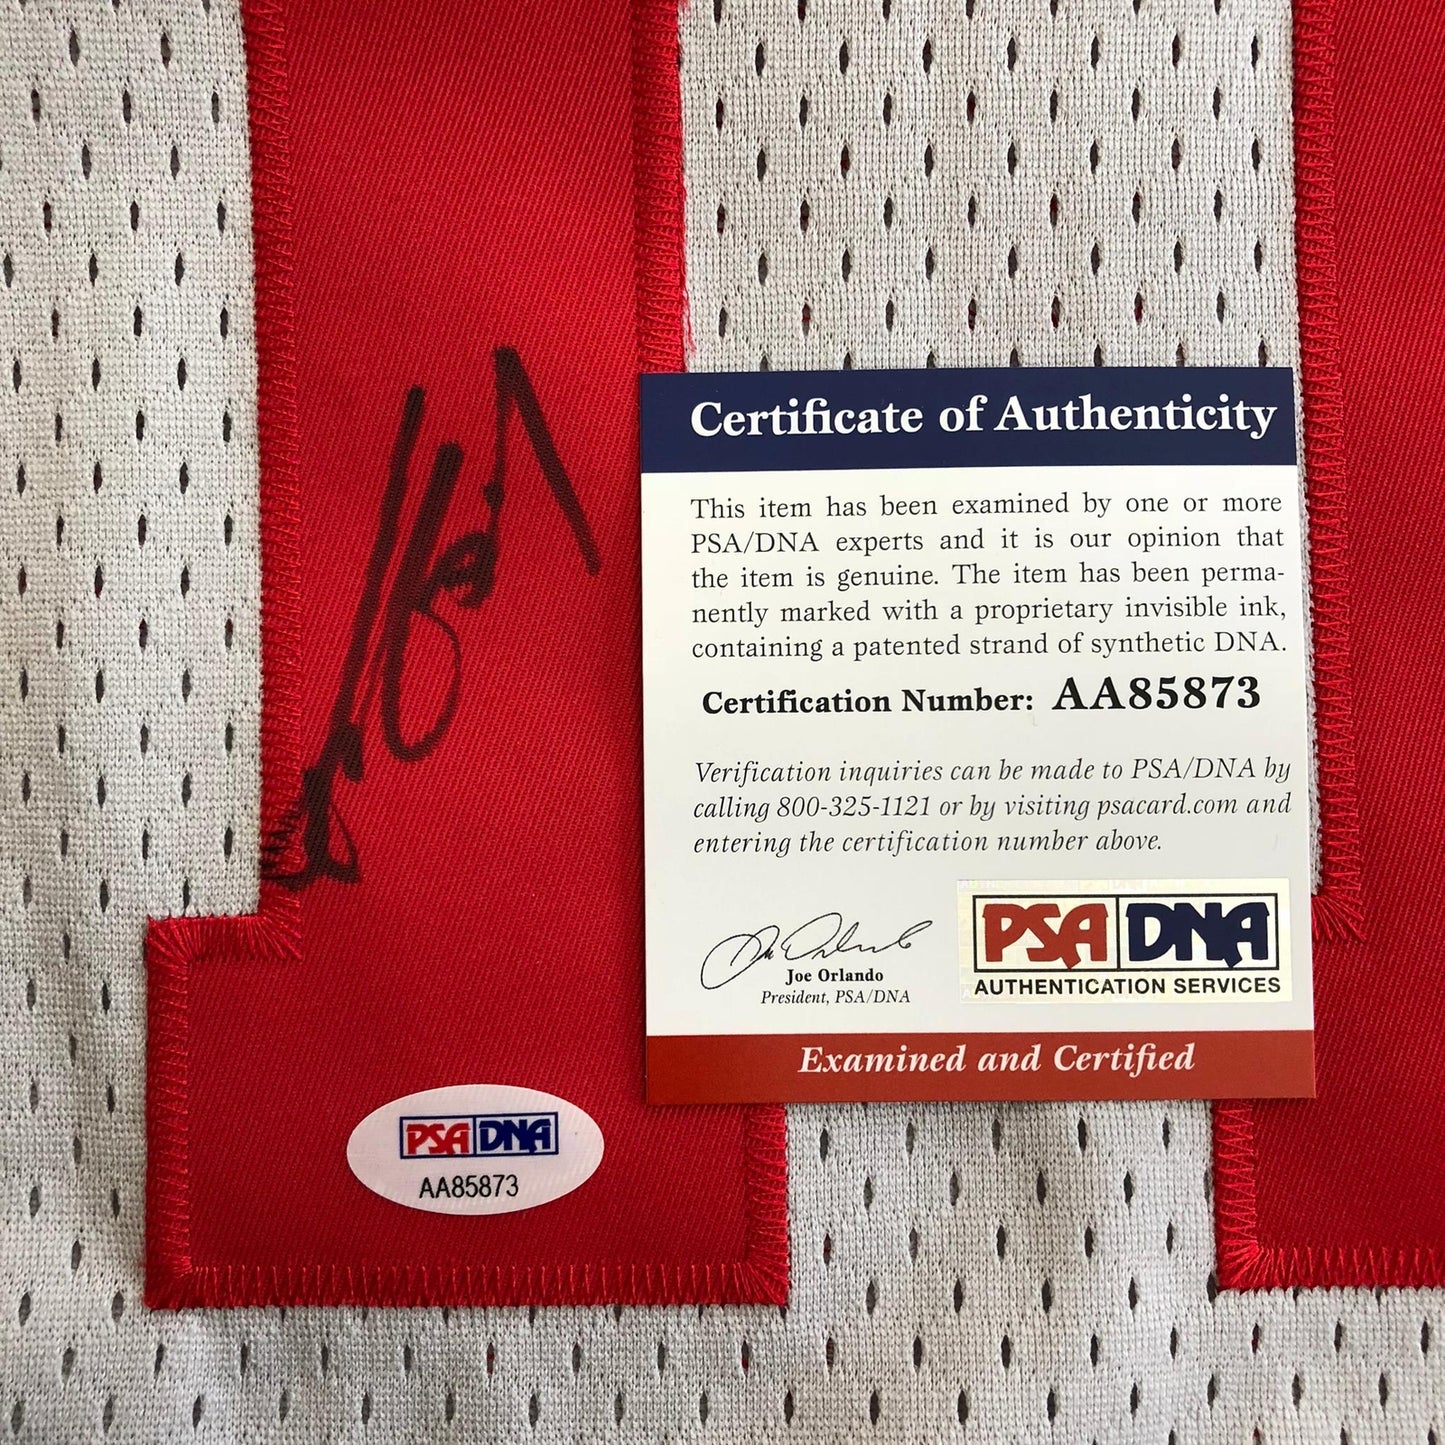 Certificate of Authenticity
This item has been examined by one or more
PSA/DNA experts and it is our opinion that
the item is genuine. The item has been perma-
nently marked with a proprietary invisible ink,
containing a patented strand of synthetic DNA.
Certification Number: AA85873
Verification inquiries can be made to PSA/DNA by
calling 800-325-1121 or by visiting psacard.com and
entering the certification number above.
Joe Orlando
President, PSA/DNA
PSA DNA
AUTHENTICATION SERVICES
Examined and Certified
PSA DNA
AA85873